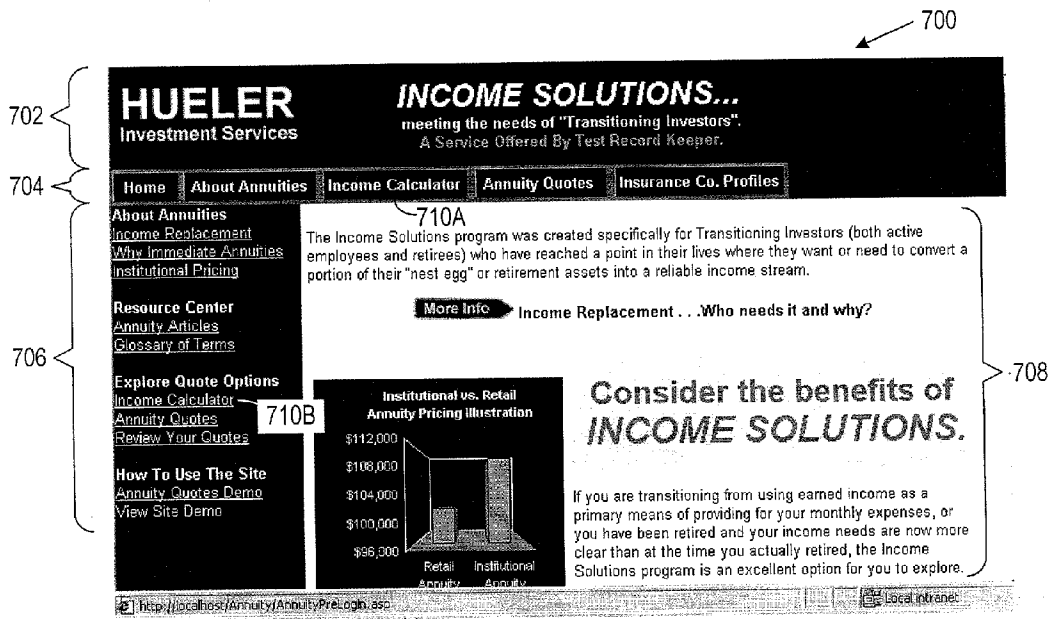 700
702
HUELER
Investment Services
INCOME SOLUTIONS...
meeting the needs of "Transitioning Investors".
A Service Offered By Test Record Keeper.
704
Home About Annuities Income Calculator Annuity Quotes Insurance Co. Profiles
710A
706
About Annuities
Income Replacement
Why Immediate Annuities
Institutional Pricing
Resource Center
Annuity Articles
Glossary of Terms
Explore Quote Options
Income Calculator
710B
Annuity Quotes
Review Your Quotes
How To Use The Site
Annuity Quotes Demo
View Site Demo
708
The Income Solutions program was created specifically for Transitioning Investors (both active
employees and retirees) who have reached a point in their lives where they want or need to convert a
portion of their "nest egg" or retirement assets into a reliable income stream.
More Info Income Replacement . . .Who needs it and why?
Institutional vs. Retail
Annuity Pricing Illustration
$112,000
$108,000
$104,000
$100,000
$96,000
Retail Institutional
Annuity Annuity
Consider the benefits of
INCOME SOLUTIONS.
If you are transitioning from using earned income as a
primary means of providing for your monthly expenses, or
you have been retired and your income needs are now more
clear than at the time you actually retired, the Income
Solutions program is an excellent option for you to explore.
http://localhost/Annuity/AnnuityPreLogin.asp
Local intranet